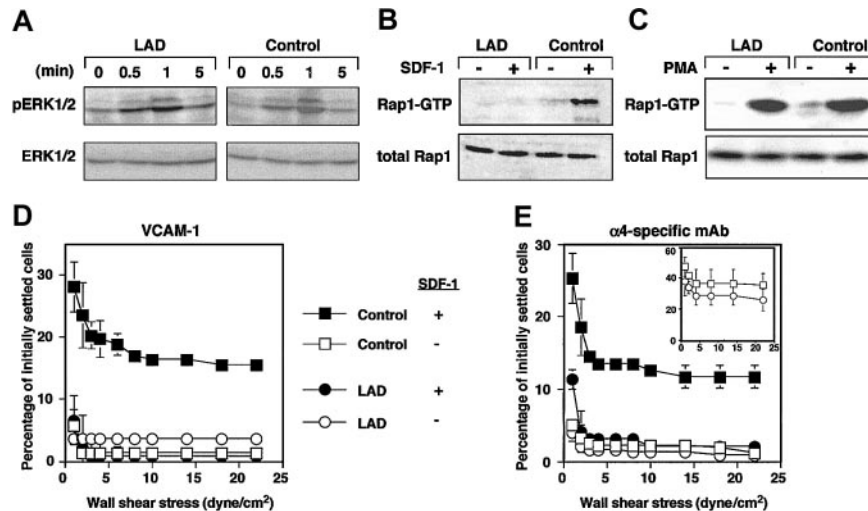 A
LAD Control
(min) 0 0.5 1 5 0 0.5 1 5
pERK1/2
ERK1/2
B
LAD Control
SDF-1 - + - +
Rap1-GTP
total Rap1
C
LAD Control
PMA - + - +
Rap1-GTP
total Rap1
D
VCAM-1
Percentage of initially settled cells
30
20
10
0
0 5 10 15 20 25
Wall shear stress (dyne/cm²)
SDF-1
Control +
Control -
LAD +
LAD -
E
α4-specific mAb
Percentage of initially settled cells
30
20
10
0
0 5 10 15 20 25
Wall shear stress (dyne/cm²)
60
40
20
0
0 5 10 15 20 25